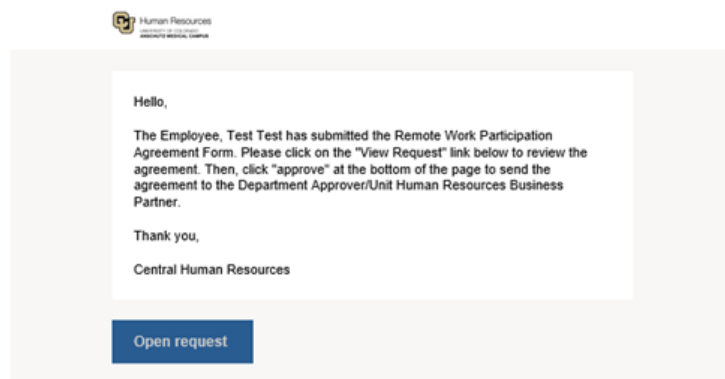 Human Resources
UNIVERSITY OF COLORADO
ANSCHUTZ MEDICAL CAMPUS
Hello,
The Employee, Test Test has submitted the Remote Work Participation
Agreement Form. Please click on the "View Request" link below to review the
agreement. Then, click "approve" at the bottom of the page to send the
agreement to the Department Approver/Unit Human Resources Business
Partner.
Thank you,
Central Human Resources
Open request